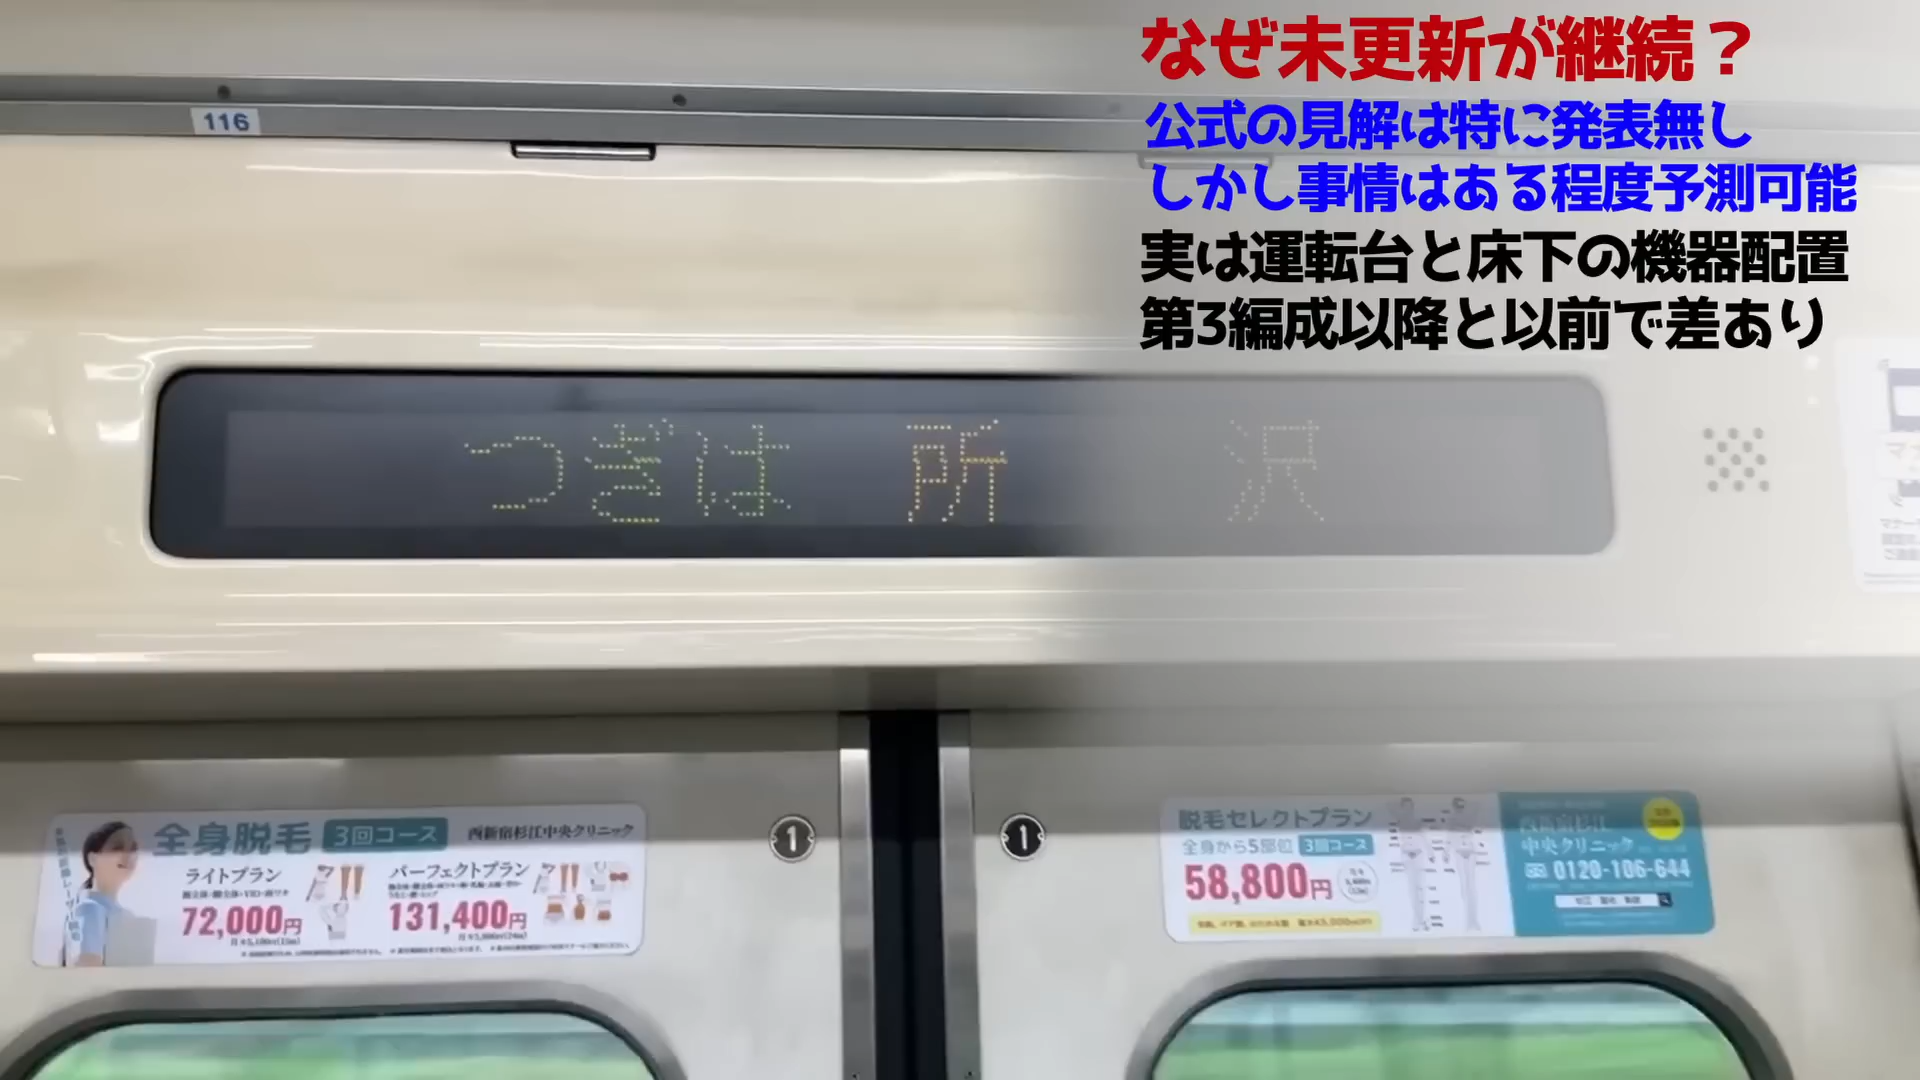 なぜ未更新が継続？
公式の見解は特に発表無し
しかし事情はある程度予測可能
実は運転台と床下の機器配置
第3編成以降と以前で差あり
116
つぎは 所 沢
全身脱毛 3回コース 西新宿杉江中央クリニック
ライトプラン
72,000円
パーフェクトプラン
131,400円
1
1
脱毛セレクトプラン
全身から5部位 3回コース
58,800円
西新宿杉江
中央クリニック
0120-106-644